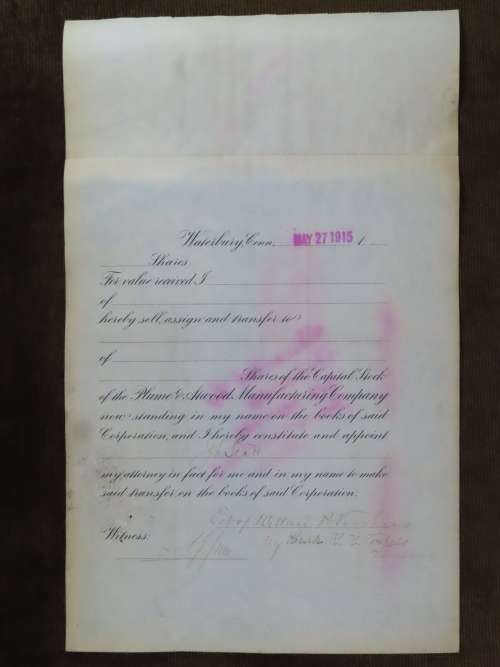 Waterbury, Conn., MAY 27 1915 1
Shares
For value received I
of
hereby sell, assign and transfer to
of
Shares of the Capital Stock
of the Plume & Atwood Manufacturing Company
now standing in my name on the books of said
Corporation, and I hereby constitute and appoint
my attorney in fact for me and in my name to make
said transfer on the books of said Corporation.
Witness:
by